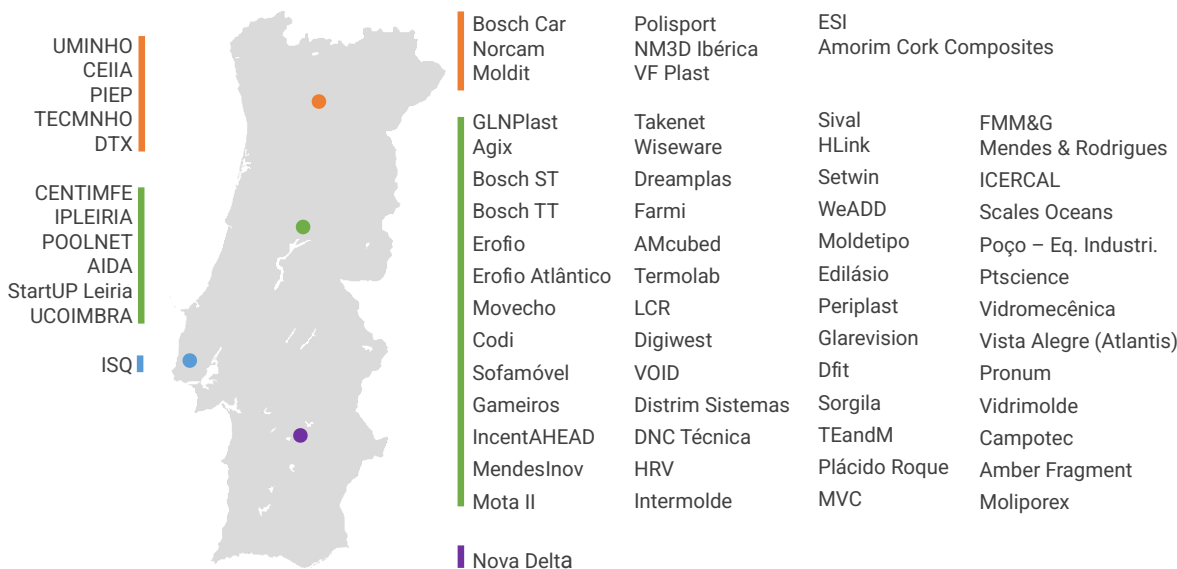 UMINHO
CEIIA
PIEP
TECMNHO
DTX
CENTIMFE
IPLEIRIA
POOLNET
AIDA
StartUP Leiria
UCOIMBRA
ISQ
Bosch Car Polisport ESI
Norcam NM3D Ibérica Amorim Cork Composites
Moldit VF Plast
GLNPlast Takenet Sival FMM&G
Agix Wiseware HLink Mendes & Rodrigues
Bosch ST Dreamplas Setwin ICERCAL
Bosch TT Farmi WeADD Scales Oceans
Erofio AMcubed Moldetipo Poço – Eq. Industri.
Erofio Atlântico Termolab Edilásio Ptscience
Movecho LCR Periplast Vidromecênica
Codi Digiwest Glarevision Vista Alegre (Atlantis)
Sofamóvel VOID Dfit Pronum
Gameiros Distrim Sistemas Sorgila Vidrimolde
IncentAHEAD DNC Técnica TEandM Campotec
MendesInov HRV Plácido Roque Amber Fragment
Mota II Intermolde MVC Moliporex
Nova Delta